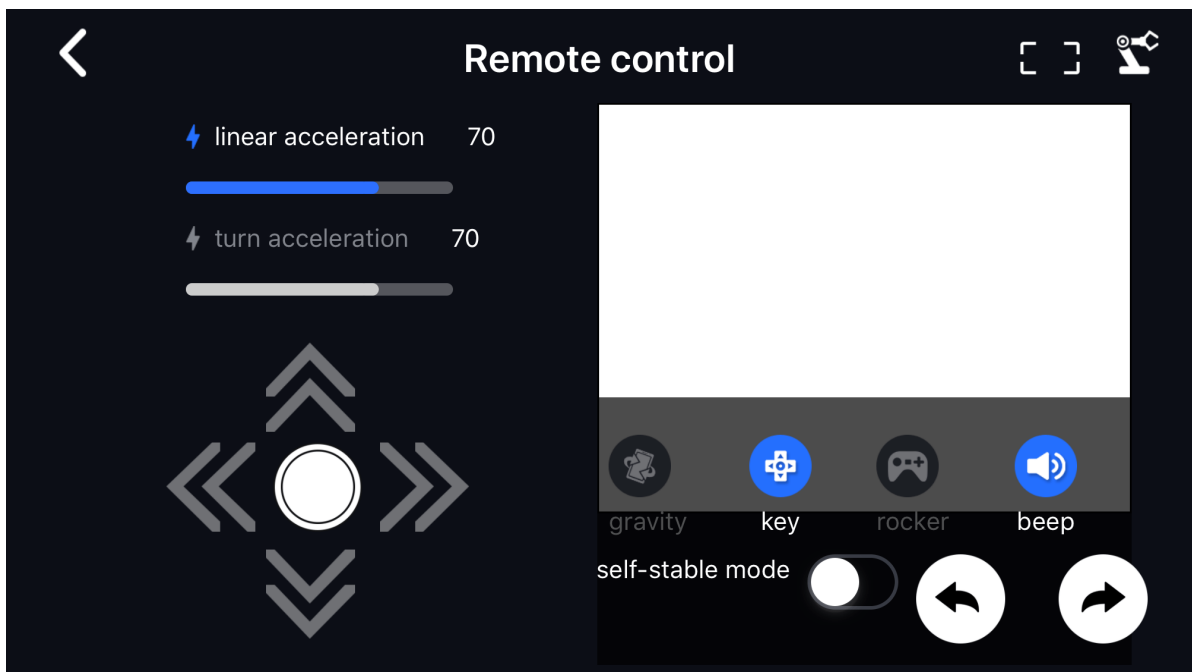 Remote control
linear acceleration 70
turn acceleration 70
gravity key rocker beep
self-stable mode